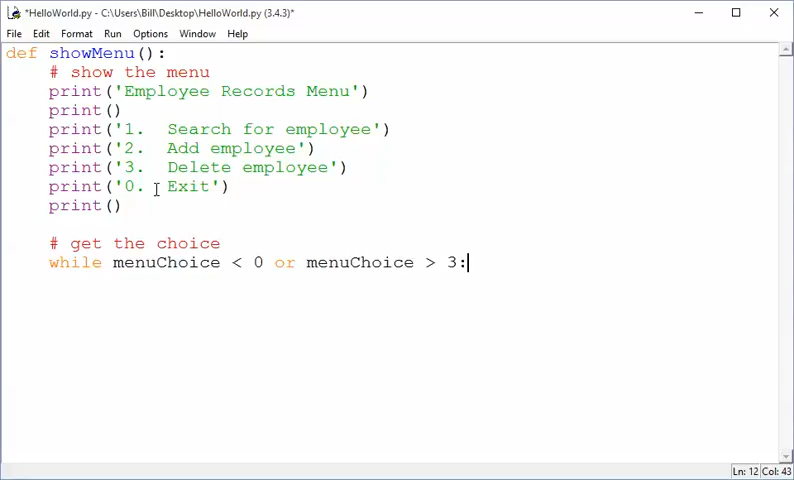 *HelloWorld.py - C:\Users\Bill\Desktop\HelloWorld.py (3.4.3)*
File Edit Format Run Options Window Help
def showMenu():
    # show the menu
    print('Employee Records Menu')
    print()
    print('1.  Search for employee')
    print('2.  Add employee')
    print('3.  Delete employee')
    print('0.  Exit')
    print()

    # get the choice
    while menuChoice < 0 or menuChoice > 3:
Ln: 12 Col: 43